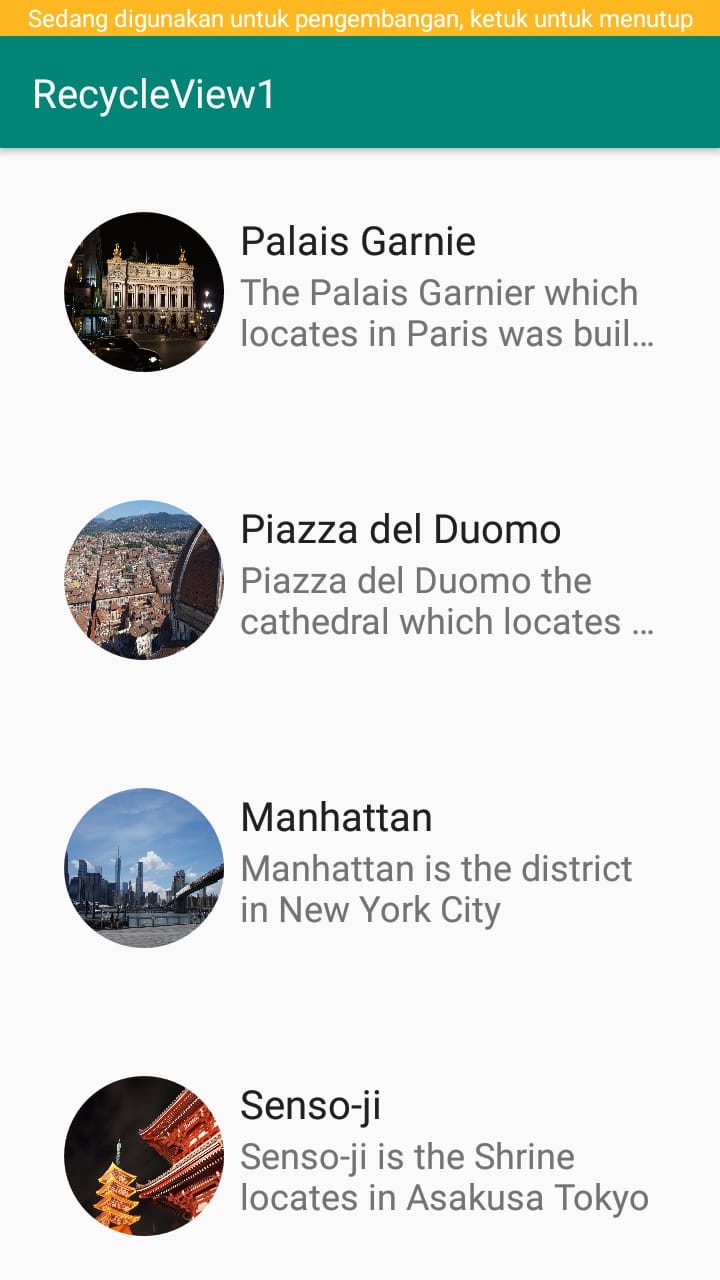 Sedang digunakan untuk pengembangan, ketuk untuk menutup
RecycleView1
Palais Garnie
The Palais Garnier which
locates in Paris was buil…
Piazza del Duomo
Piazza del Duomo the
cathedral which locates …
Manhattan
Manhattan is the district
in New York City
Senso-ji
Senso-ji is the Shrine
locates in Asakusa Tokyo